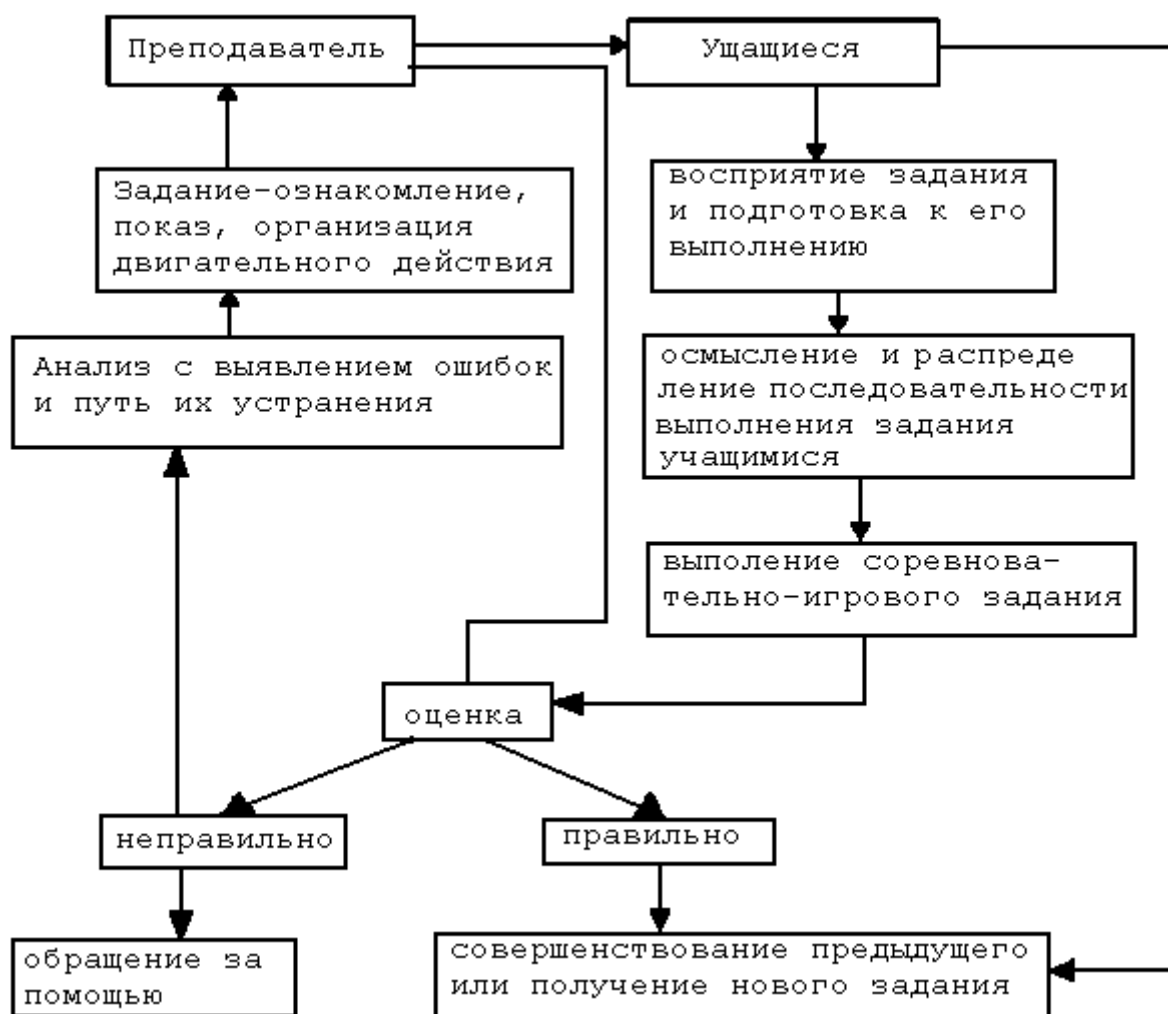 Преподаватель
Ущащиеся
Задание-ознакомление,
показ, организация
двигательного действия
восприятие задания
и подготовка к его
выполнению
Анализ с выявлением ошибок
и путь их устранения
осмысление и распреде
ление последовательности
выполнения задания
учащимися
выполение соревнова-
тельно-игрового задания
оценка
неправильно
правильно
обращение за
помощью
совершенствование предыдущего
или получение нового задания